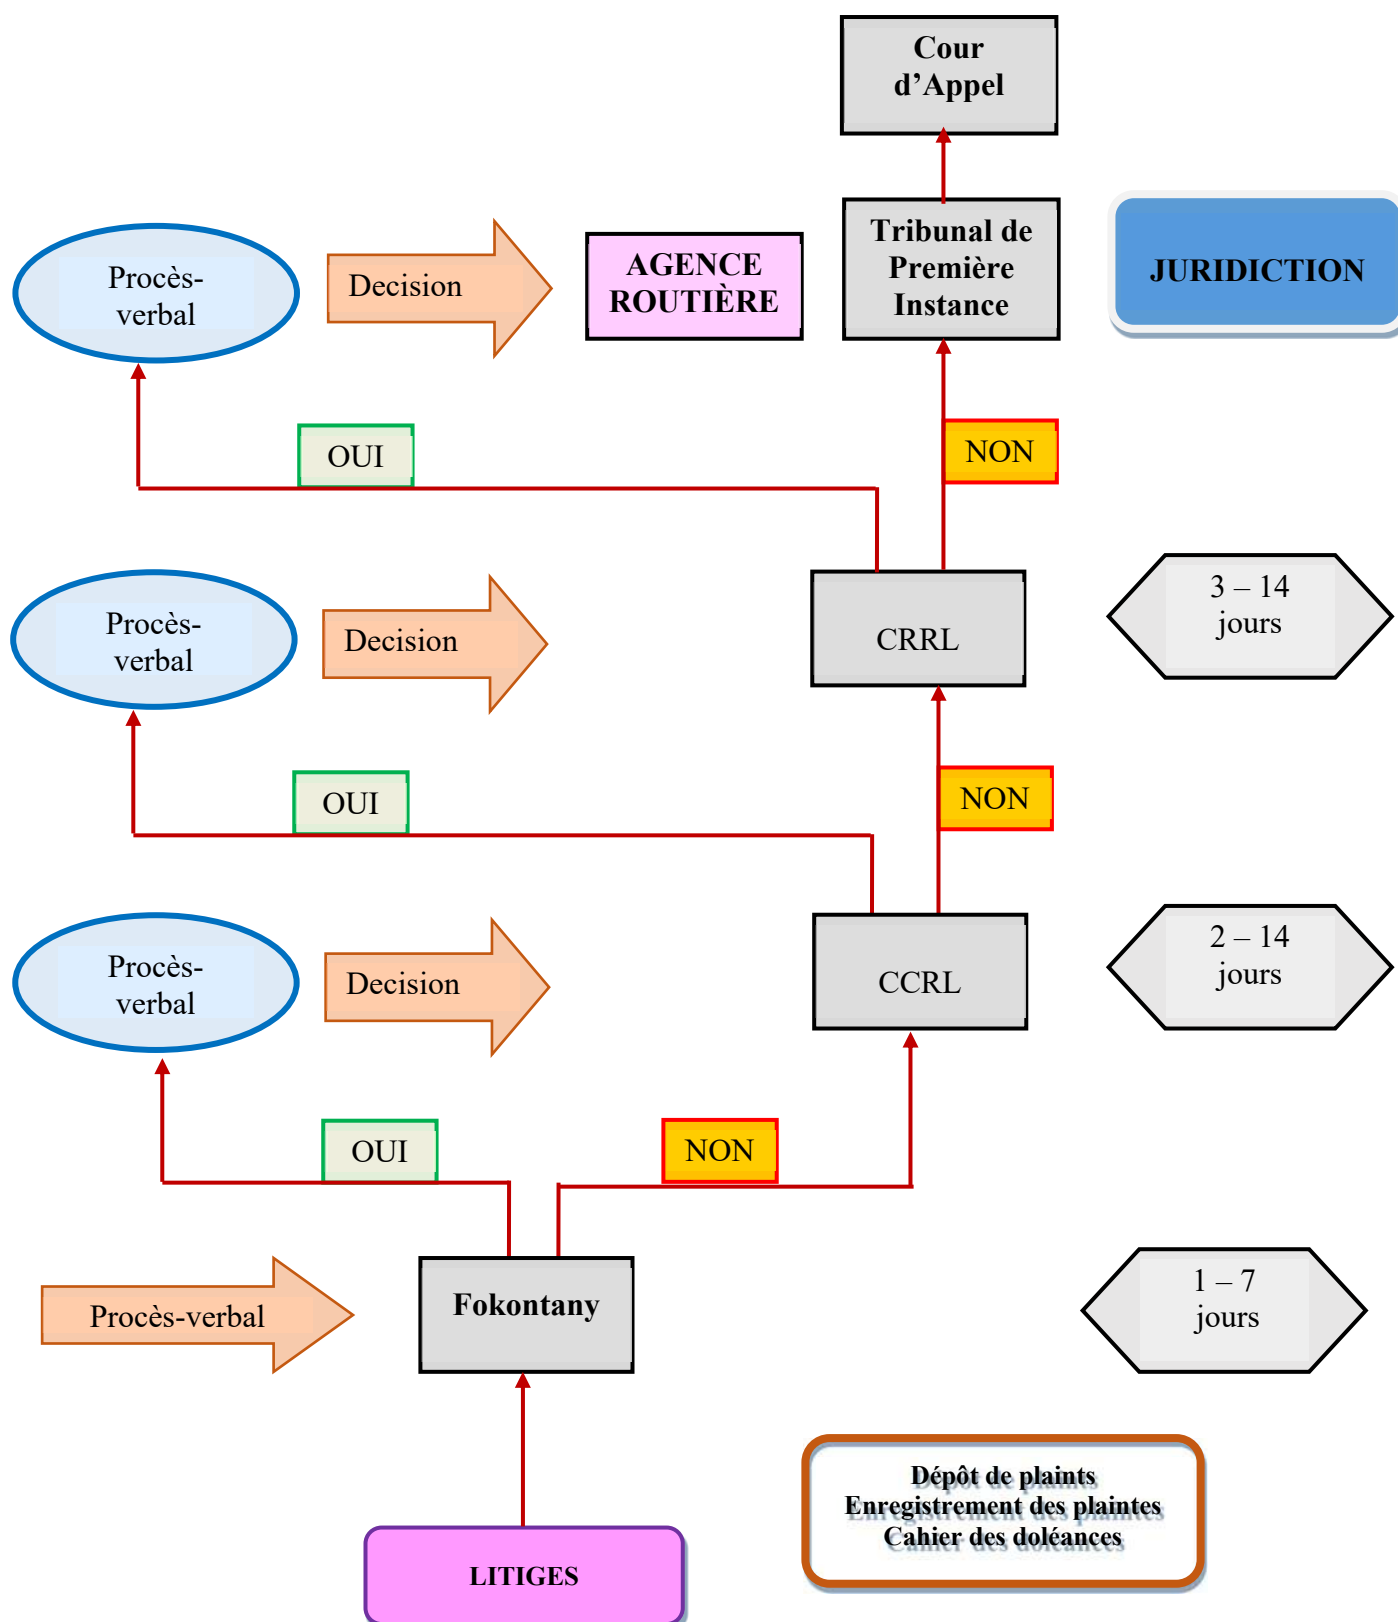 Cour
d’Appel
Procès-
verbal
Decision
AGENCE
ROUTIÈRE
Tribunal de
Première
Instance
JURIDICTION
OUI
NON
Procès-
verbal
Decision
CRRL
3 – 14
jours
OUI
NON
Procès-
verbal
Decision
CCRL
2 – 14
jours
OUI
NON
Procès-verbal
Fokontany
1 – 7
jours
Dépôt de plaints
Enregistrement des plaintes
Cahier des doléances
LITIGES